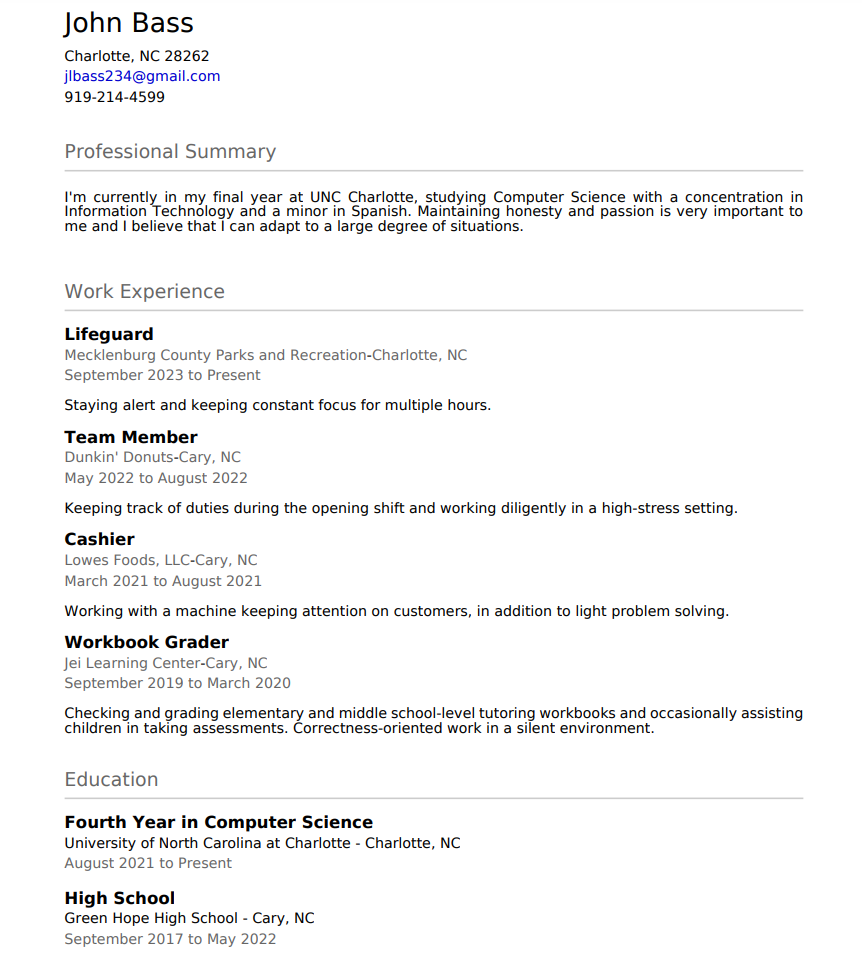 John Bass
Charlotte, NC 28262
jlbass234@gmail.com
919-214-4599
Professional Summary
I'm currently in my final year at UNC Charlotte, studying Computer Science with a concentration in
Information Technology and a minor in Spanish. Maintaining honesty and passion is very important to
me and I believe that I can adapt to a large degree of situations.
Work Experience
Lifeguard
Mecklenburg County Parks and Recreation-Charlotte, NC
September 2023 to Present
Staying alert and keeping constant focus for multiple hours.
Team Member
Dunkin' Donuts-Cary, NC
May 2022 to August 2022
Keeping track of duties during the opening shift and working diligently in a high-stress setting.
Cashier
Lowes Foods, LLC-Cary, NC
March 2021 to August 2021
Working with a machine keeping attention on customers, in addition to light problem solving.
Workbook Grader
Jei Learning Center-Cary, NC
September 2019 to March 2020
Checking and grading elementary and middle school-level tutoring workbooks and occasionally assisting
children in taking assessments. Correctness-oriented work in a silent environment.
Education
Fourth Year in Computer Science
University of North Carolina at Charlotte - Charlotte, NC
August 2021 to Present
High School
Green Hope High School - Cary, NC
September 2017 to May 2022